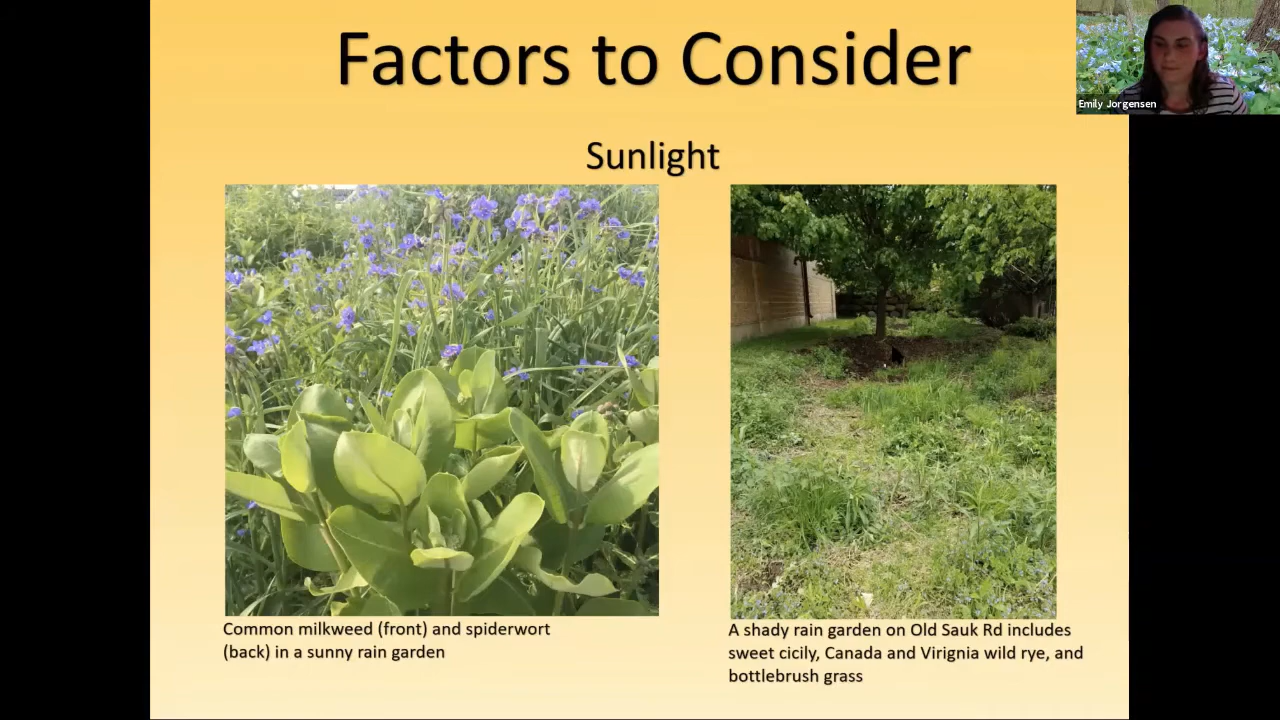 Factors to Consider
Emily Jorgensen
Sunlight
Common milkweed (front) and spiderwort
(back) in a sunny rain garden
A shady rain garden on Old Sauk Rd includes
sweet cicily, Canada and Virignia wild rye, and
bottlebrush grass